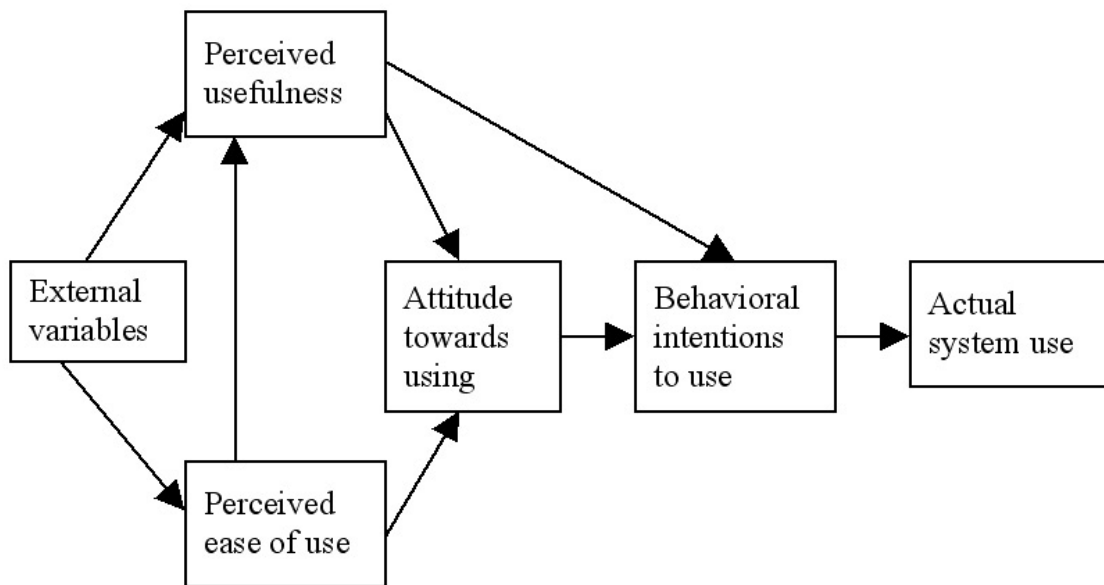 Perceived
usefulness
External
variables
Attitude
towards
using
Behavioral
intentions
to use
Actual
system use
Perceived
ease of use